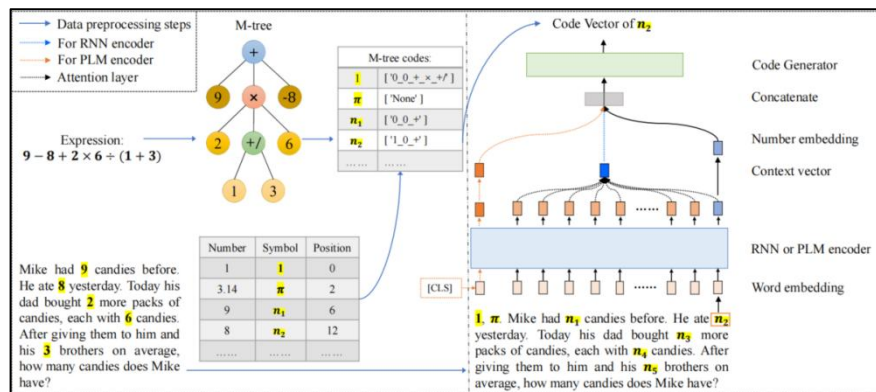 Data preprocessing steps
For RNN encoder
For PLM encoder
Attention layer
M-tree
+
9
×
-8
2
+/
6
1
3
Expression:
9 − 8 + 2 × 6 ÷ (1 + 3)
M-tree codes:
1 ['0_0_+_×_+/']
π ['None']
n₁ ['0_0_+']
n₂ ['1_0_+']
...... ......
Mike had 9 candies before.
He ate 8 yesterday. Today his
dad bought 2 more packs of
candies, each with 6 candies.
After giving them to him and
his 3 brothers on average,
how many candies does Mike
have?
Number Symbol Position
1 1 0
3.14 π 2
9 n₁ 6
8 n₂ 12
...... ...... ......
Code Vector of n₂
Code Generator
Concatenate
Number embedding
Context vector
......
RNN or PLM encoder
[CLS]
......
Word embedding
1, π. Mike had n₁ candies before. He ate n₂
yesterday. Today his dad bought n₃ more
packs of candies, each with n₄ candies. After
giving them to him and his n₅ brothers on
average, how many candies does Mike have?